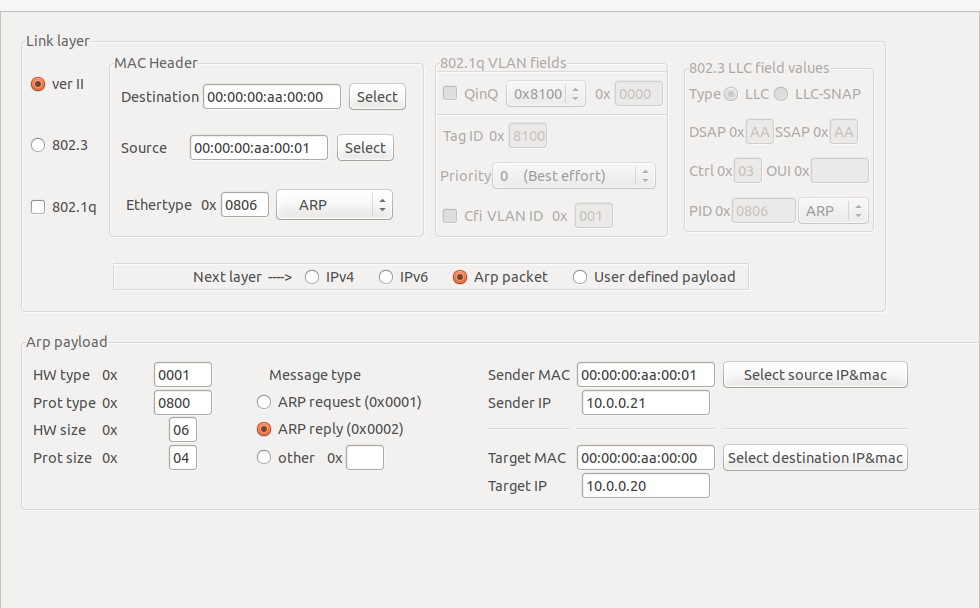 Link layer
ver II
802.3
802.1q
MAC Header
Destination 00:00:00:aa:00:00 Select
Source 00:00:00:aa:00:01 Select
Ethertype 0x 0806 ARP
802.1q VLAN fields
QinQ 0x8100 0x 0000
Tag ID 0x 8100
Priority 0 (Best effort)
Cfi VLAN ID 0x 001
802.3 LLC field values
Type LLC LLC-SNAP
DSAP 0x AA SSAP 0x AA
Ctrl 0x 03 OUI 0x
PID 0x 0806 ARP
Next layer ----> IPv4 IPv6 Arp packet User defined payload
Arp payload
HW type 0x 0001
Prot type 0x 0800
HW size 0x 06
Prot size 0x 04
Message type
ARP request (0x0001)
ARP reply (0x0002)
other 0x
Sender MAC 00:00:00:aa:00:01 Select source IP&mac
Sender IP 10.0.0.21
Target MAC 00:00:00:aa:00:00 Select destination IP&mac
Target IP 10.0.0.20